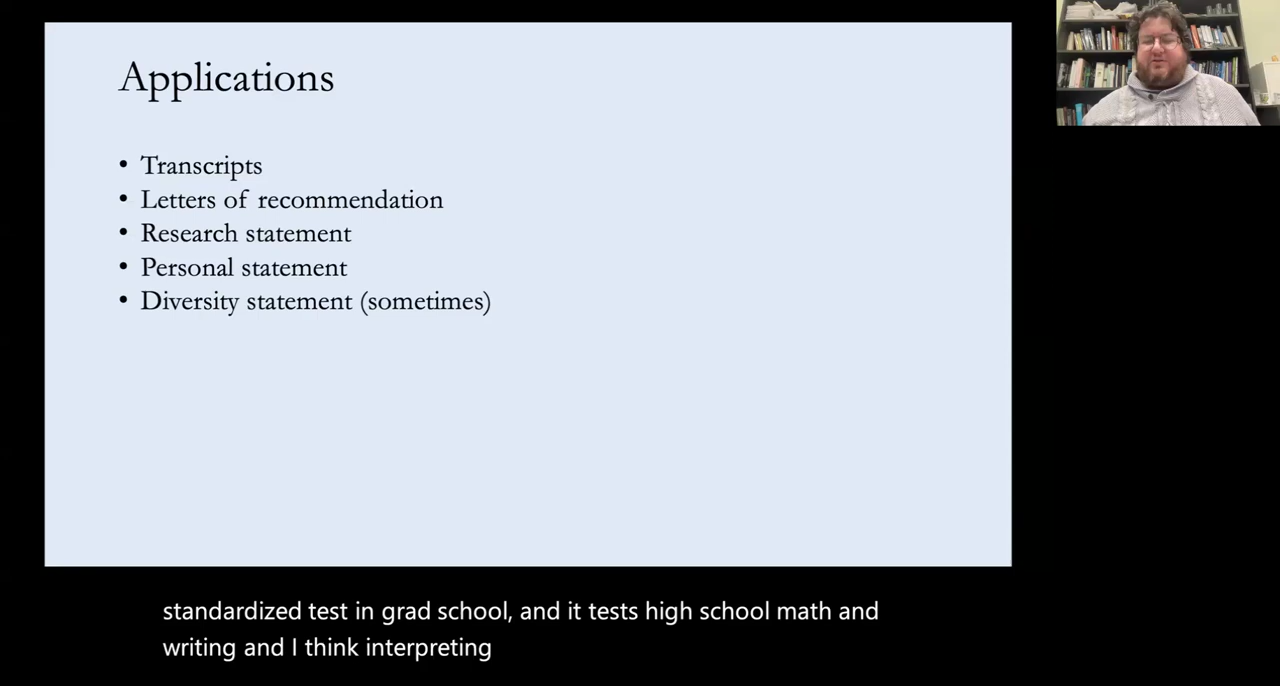 Applications
• Transcripts
• Letters of recommendation
• Research statement
• Personal statement
• Diversity statement (sometimes)
standardized test in grad school, and it tests high school math and
writing and I think interpreting